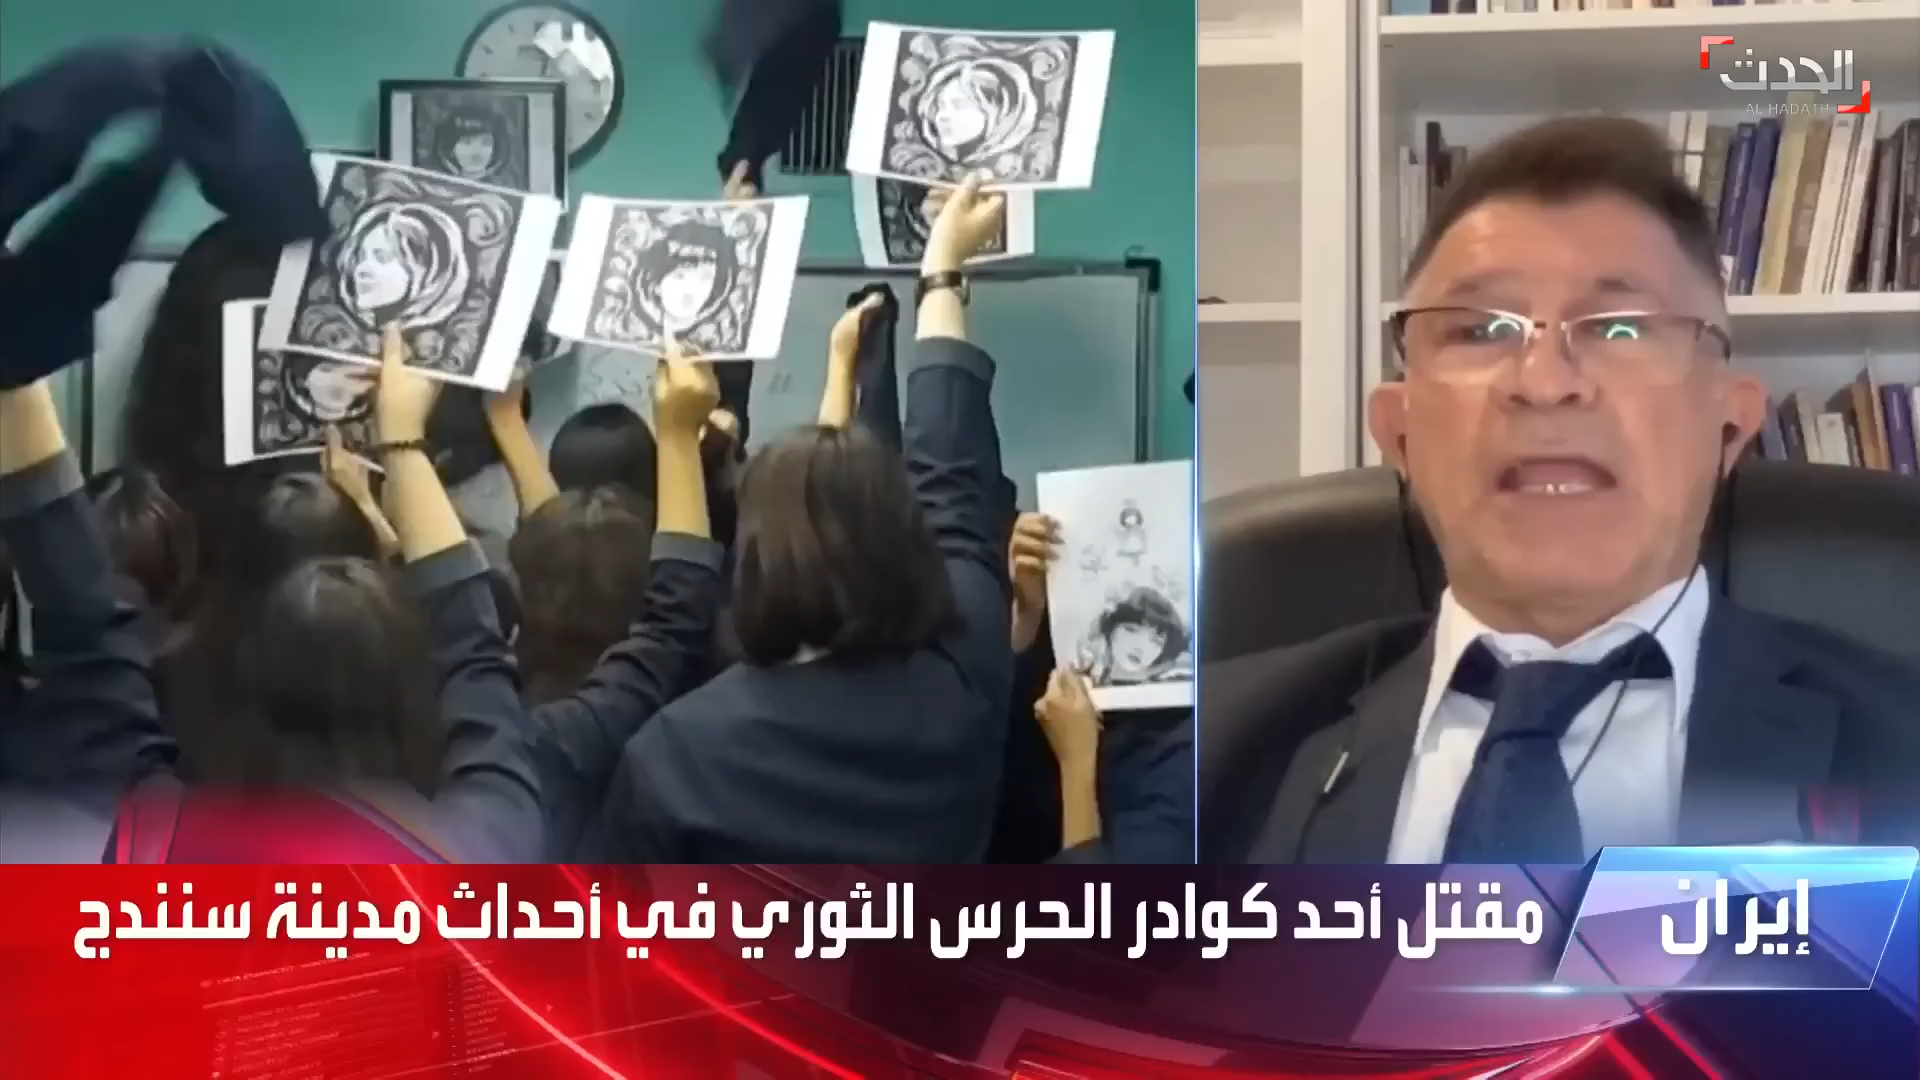 الحدث
AL HADATH
إيران
مقتل أحد كوادر الحرس الثوري في أحداث مدينة سنندج